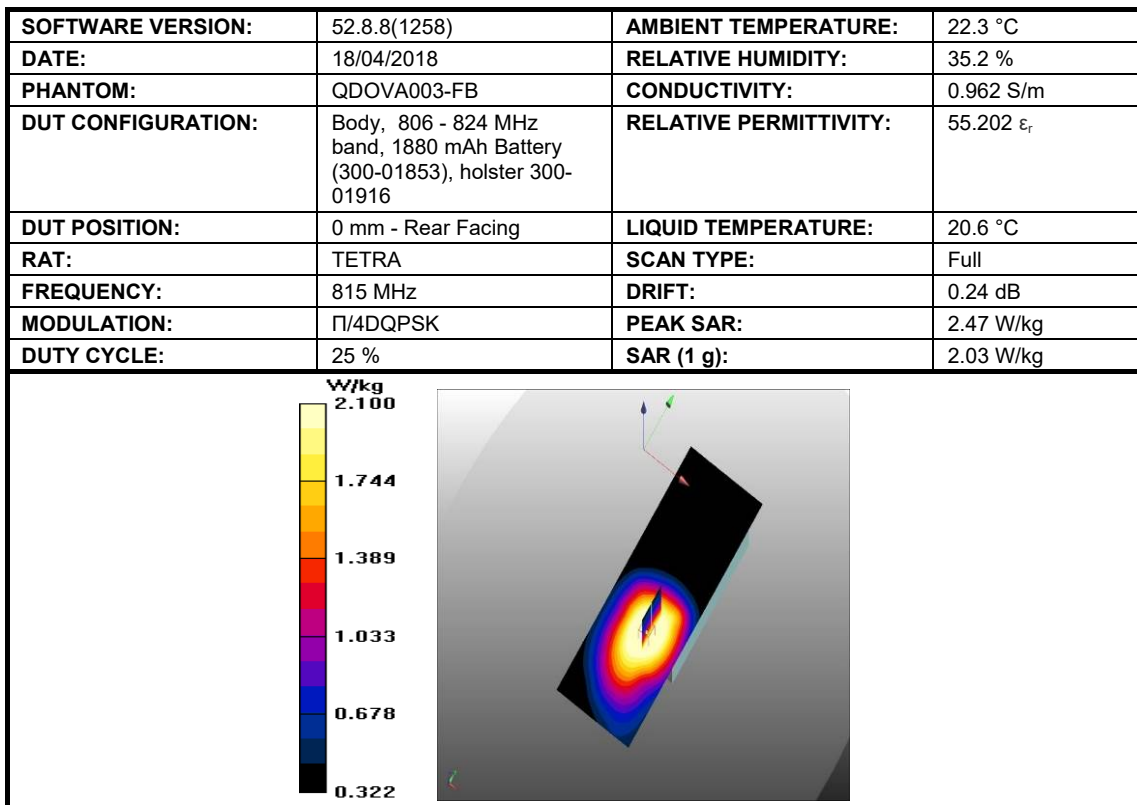 SOFTWARE VERSION: 52.8.8(1258) AMBIENT TEMPERATURE: 22.3 °C
DATE: 18/04/2018 RELATIVE HUMIDITY: 35.2 %
PHANTOM: QDOVA003-FB CONDUCTIVITY: 0.962 S/m
DUT CONFIGURATION: Body, 806 - 824 MHz RELATIVE PERMITTIVITY: 55.202 εr
band, 1880 mAh Battery
(300-01853), holster 300-
01916
DUT POSITION: 0 mm - Rear Facing LIQUID TEMPERATURE: 20.6 °C
RAT: TETRA SCAN TYPE: Full
FREQUENCY: 815 MHz DRIFT: 0.24 dB
MODULATION: Π/4DQPSK PEAK SAR: 2.47 W/kg
DUTY CYCLE: 25 % SAR (1 g): 2.03 W/kg
W/kg
2.100
1.744
1.389
1.033
0.678
0.322